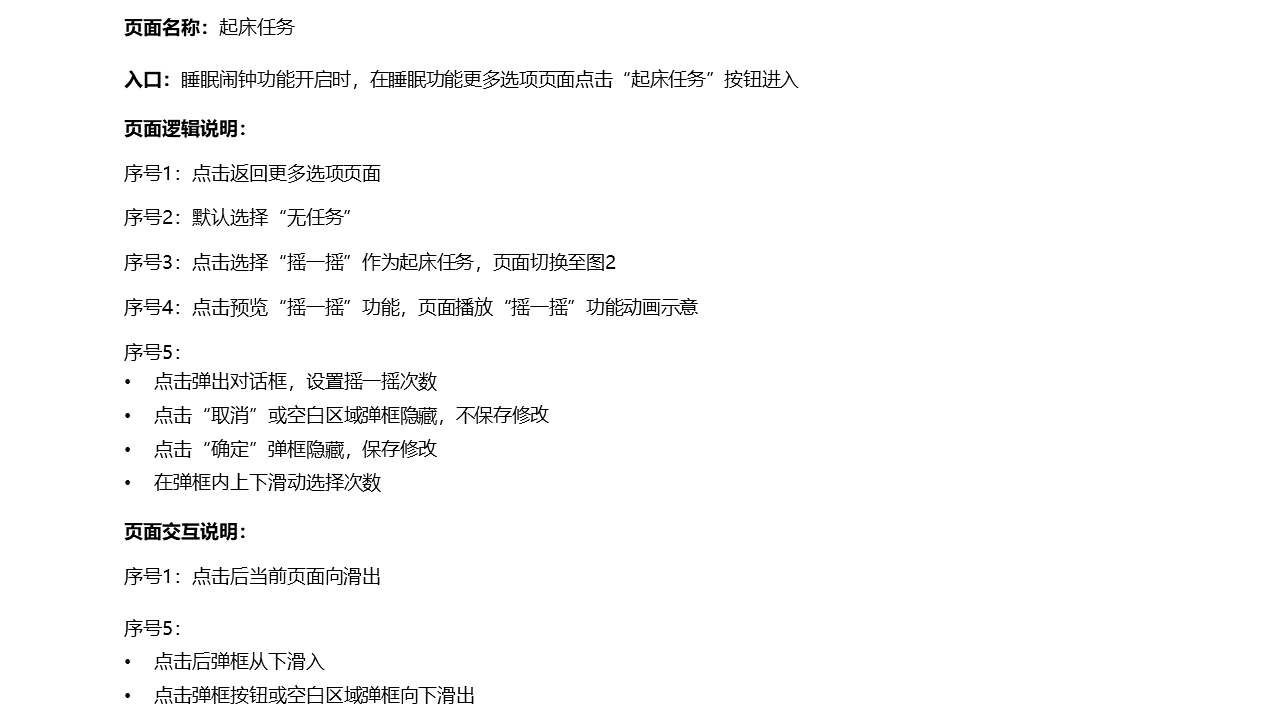 页面名称：起床任务
入口：睡眠闹钟功能开启时，在睡眠功能更多选项页面点击“起床任务”按钮进入
页面逻辑说明：
序号1：点击返回更多选项页面
序号2：默认选择“无任务”
序号3：点击选择“摇一摇”作为起床任务，页面切换至图2
序号4：点击预览“摇一摇”功能，页面播放“摇一摇”功能动画示意
序号5：
• 点击弹出对话框，设置摇一摇次数
• 点击“取消”或空白区域弹框隐藏，不保存修改
• 点击“确定”弹框隐藏，保存修改
• 在弹框内上下滑动选择次数
页面交互说明：
序号1：点击后当前页面向滑出
序号5：
• 点击后弹框从下滑入
• 点击弹框按钮或空白区域弹框向下滑出